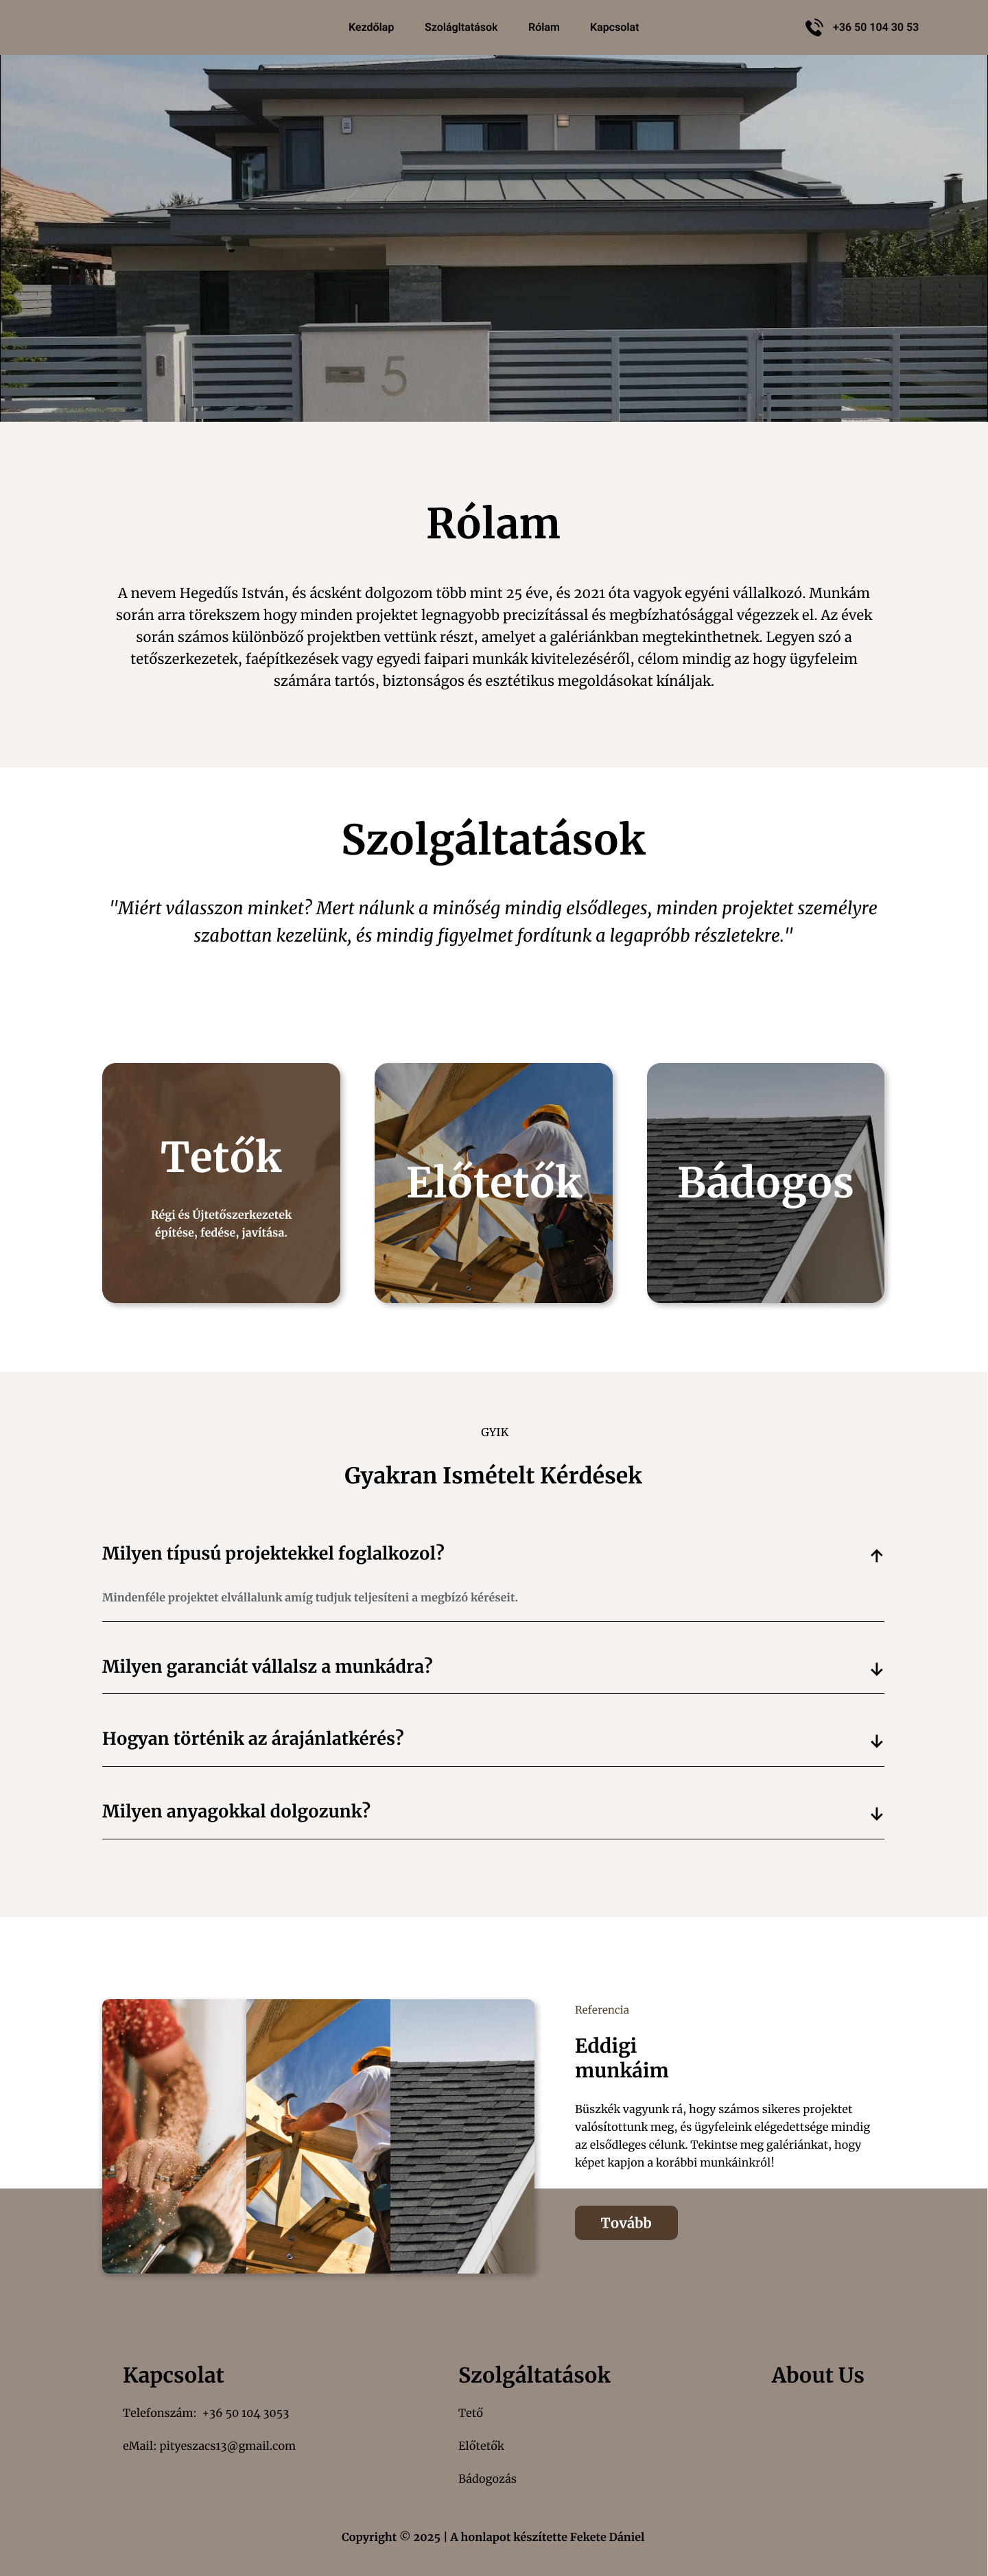 Kezdőlap Szolágltatások Rólam Kapcsolat +36 50 104 30 53
5
Rólam
A nevem Hegedűs István, és ácsként dolgozom több mint 25 éve, és 2021 óta vagyok egyéni vállalkozó. Munkám
során arra törekszem hogy minden projektet legnagyobb precizítással és megbízhatósággal végezzek el. Az évek
során számos különböző projektben vettünk részt, amelyet a galériánkban megtekinthetnek. Legyen szó a
tetőszerkezetek, faépítkezések vagy egyedi faipari munkák kivitelezéséről, célom mindig az hogy ügyfeleim
számára tartós, biztonságos és esztétikus megoldásokat kínáljak.
Szolgáltatások
"Miért válasszon minket? Mert nálunk a minőség mindig elsődleges, minden projektet személyre
szabottan kezelünk, és mindig figyelmet fordítunk a legapróbb részletekre."
Tetők
Régi és Újtetőszerkezetek
építése, fedése, javítása.
Előtetők
Bádogos
GYIK
Gyakran Ismételt Kérdések
Milyen típusú projektekkel foglalkozol?
Mindenféle projektet elvállalunk amíg tudjuk teljesíteni a megbízó kéréseit.
Milyen garanciát vállalsz a munkádra?
Hogyan történik az árajánlatkérés?
Milyen anyagokkal dolgozunk?
Referencia
Eddigi
munkáim
Büszkék vagyunk rá, hogy számos sikeres projektet
valósítottunk meg, és ügyfeleink elégedettsége mindig
az elsődleges célunk. Tekintse meg galériánkat, hogy
képet kapjon a korábbi munkáinkról!
Tovább
Kapcsolat
Telefonszám: +36 50 104 3053
eMail: pityeszacs13@gmail.com
Szolgáltatások
Tető
Előtetők
Bádogozás
About Us
Copyright © 2025 | A honlapot készítette Fekete Dániel